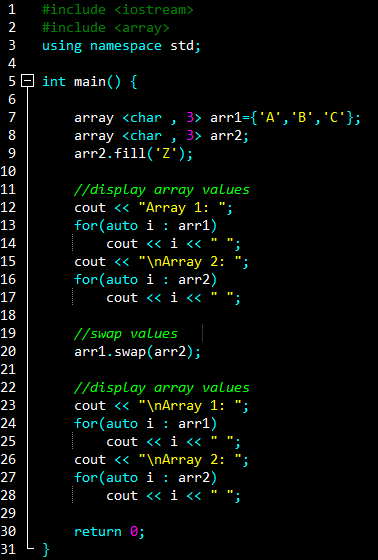 1 #include <iostream>
2 #include <array>
3 using namespace std;
4
5 int main() {
6
7 array <char , 3> arr1={'A','B','C'};
8 array <char , 3> arr2;
9 arr2.fill('Z');
10
11 //display array values
12 cout << "Array 1: ";
13 for(auto i : arr1)
14 cout << i << " ";
15 cout << "\nArray 2: ";
16 for(auto i : arr2)
17 cout << i << " ";
18
19 //swap values
20 arr1.swap(arr2);
21
22 //display array values
23 cout << "\nArray 1: ";
24 for(auto i : arr1)
25 cout << i << " ";
26 cout << "\nArray 2: ";
27 for(auto i : arr2)
28 cout << i << " ";
29
30 return 0;
31 }